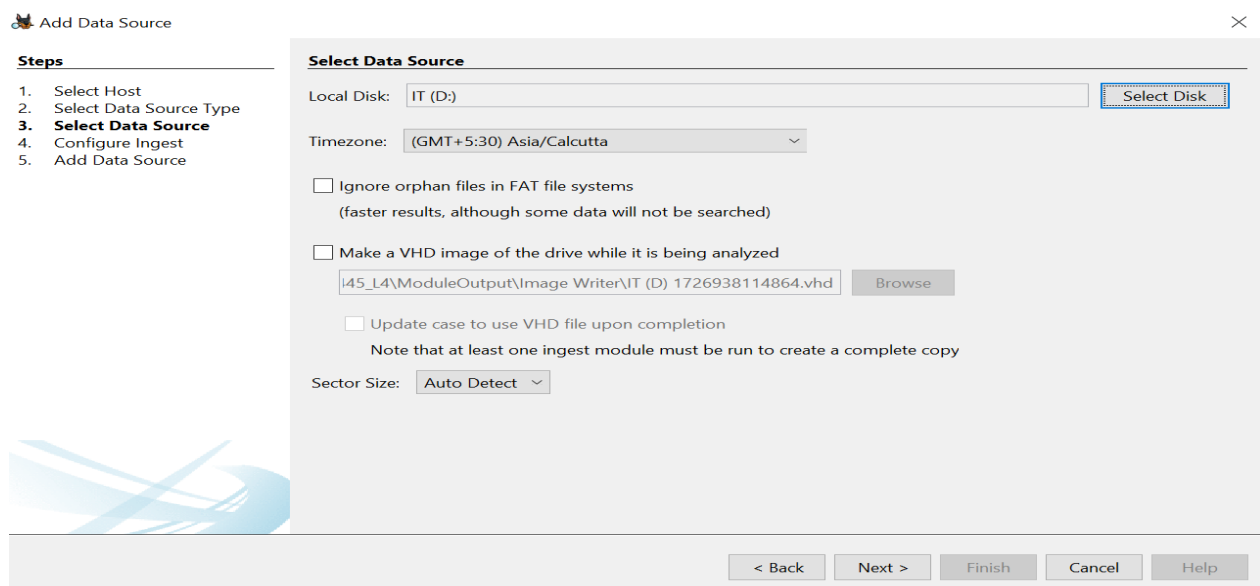 Add Data Source
Steps
1. Select Host
2. Select Data Source Type
3. Select Data Source
4. Configure Ingest
5. Add Data Source
Select Data Source
Local Disk: IT (D:) Select Disk
Timezone: (GMT+5:30) Asia/Calcutta
Ignore orphan files in FAT file systems
(faster results, although some data will not be searched)
Make a VHD image of the drive while it is being analyzed
45_L4\ModuleOutput\Image Writer\IT (D) 1726938114864.vhd Browse
Update case to use VHD file upon completion
Note that at least one ingest module must be run to create a complete copy
Sector Size: Auto Detect
< Back Next > Finish Cancel Help